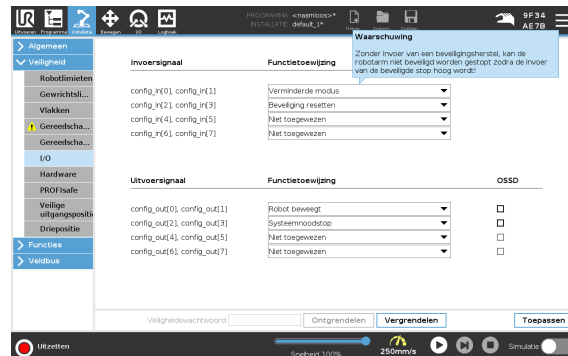 PROGRAMMA <naamloos>*
INSTALLATIE default_1*
9F34
AE7B
Uitvoeren Programma Installatie Bewegen I/O Logboek
Waarschuwing
Zonder invoer van een beveiligingsherstel, kan de
robotarm niet beveiligd worden gestopt zodra de invoer
van de beveiligde stop hoog wordt!
Algemeen
Veiligheid
Robotlimieten
Gewrichtsli...
Vlakken
Gereedscha...
Gereedscha...
I/O
Hardware
PROFIsafe
Veilige
uitgangspositi
Driepositie
Functies
Veldbus
Invoersignaal Functietoewijzing
config_in[0], config_in[1] Verminderde modus
config_in[2], config_in[3] Beveiliging resetten
config_in[4], config_in[5] Niet toegewezen
config_in[6], config_in[7] Niet toegewezen
Uitvoersignaal Functietoewijzing OSSD
config_out[0], config_out[1] Robot beweegt
config_out[2], config_out[3] Systeemnoodstop
config_out[4], config_out[5] Niet toegewezen
config_out[6], config_out[7] Niet toegewezen
Veiligheidswachtwoord Ontgrendelen Vergrendelen Toepassen
Uitzetten
Snelheid 100%
250mm/s
Simulatie